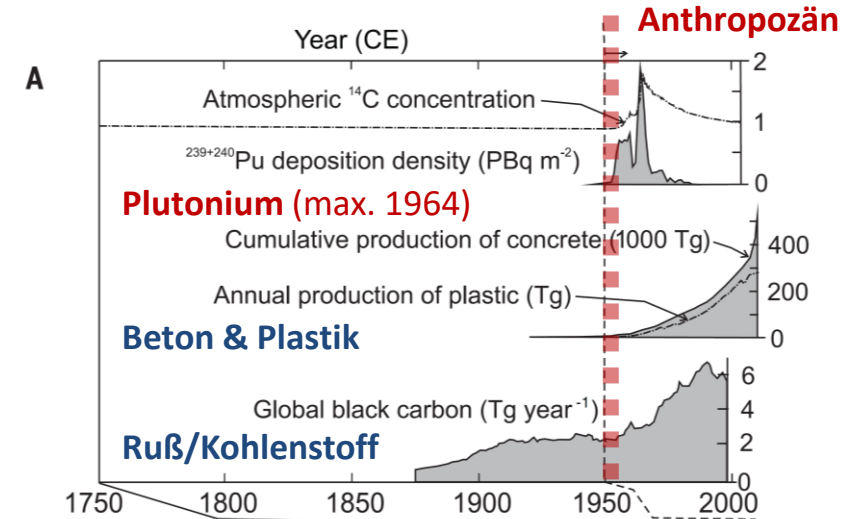 Anthropozän
Year (CE)
A
2
Atmospheric ¹⁴C concentration
1
²³⁹⁺²⁴⁰Pu deposition density (PBq m⁻²)
0
Plutonium (max. 1964)
Cumulative production of concrete (1000 Tg)
400
Annual production of plastic (Tg)
200
Beton & Plastik
0
6
Global black carbon (Tg year⁻¹)
4
Ruß/Kohlenstoff
2
0
1750 1800 1850 1900 1950 2000